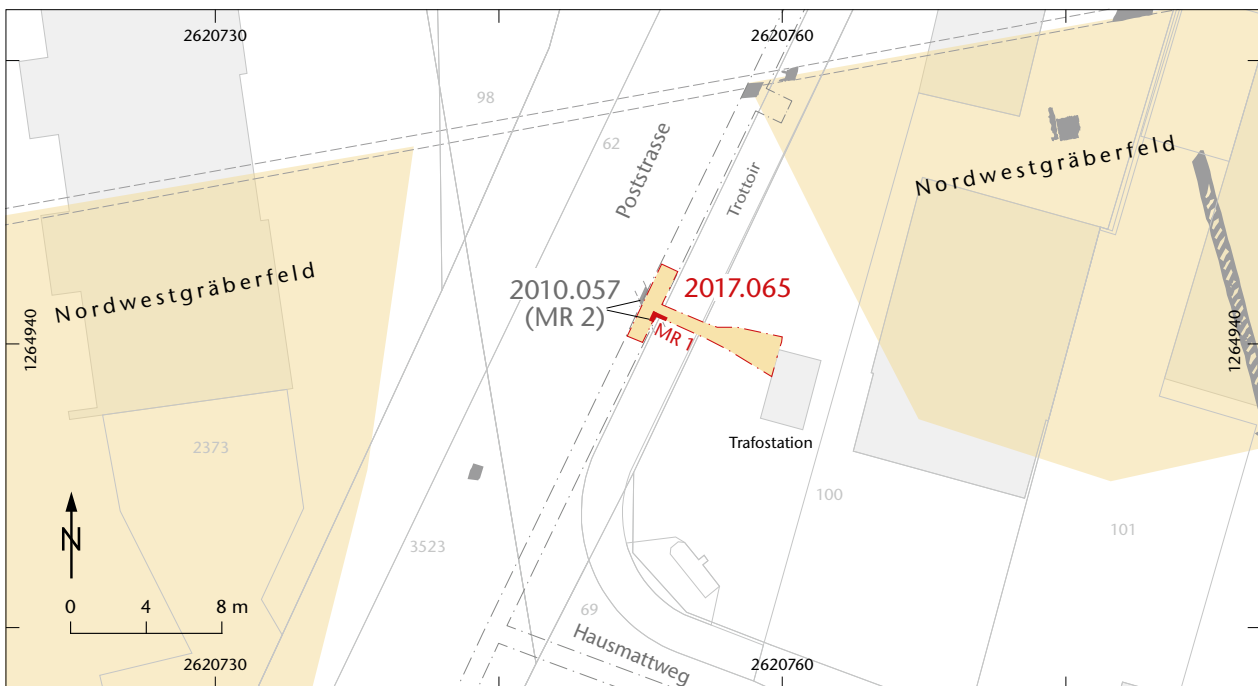 2620730
2620760
98
62
Poststrasse
Trottoir
Nordwestgräberfeld
Nordwestgräberfeld
2010.057
(MR 2)
2017.065
MR 1
1264940
1264940
Trafostation
2373
100
101
3523
N
0 4 8 m
69
Hausmattweg
2620730
2620760